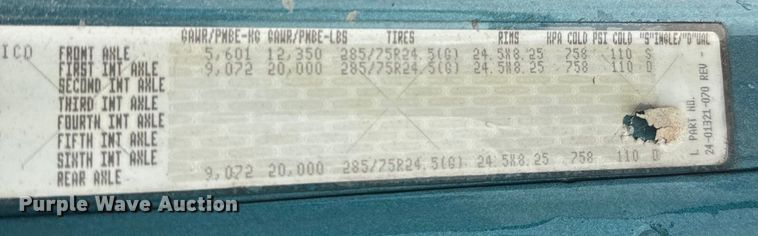 GAWR/PNBE-KG GAWR/PNBE-LBS TIRES RIMS KPA COLD PSI COLD "S"INGLE/"D"UAL
ICO FRONT AXLE 5,601 12,350 285/75R24.5(G) 24.5X8.25 758 110 S
FIRST INT AXLE 9,072 20,000 285/75R24.5(G) 24.5X8.25 758 110 D
SECOND INT AXLE
THIRD INT AXLE
FOURTH INT AXLE
FIFTH INT AXLE
SIXTH INT AXLE
REAR AXLE 9,072 20,000 285/75R24.5(G) 24.5X8.25 758 110 D
L PART NO.
24-01321-070 REV -
Purple Wave Auction